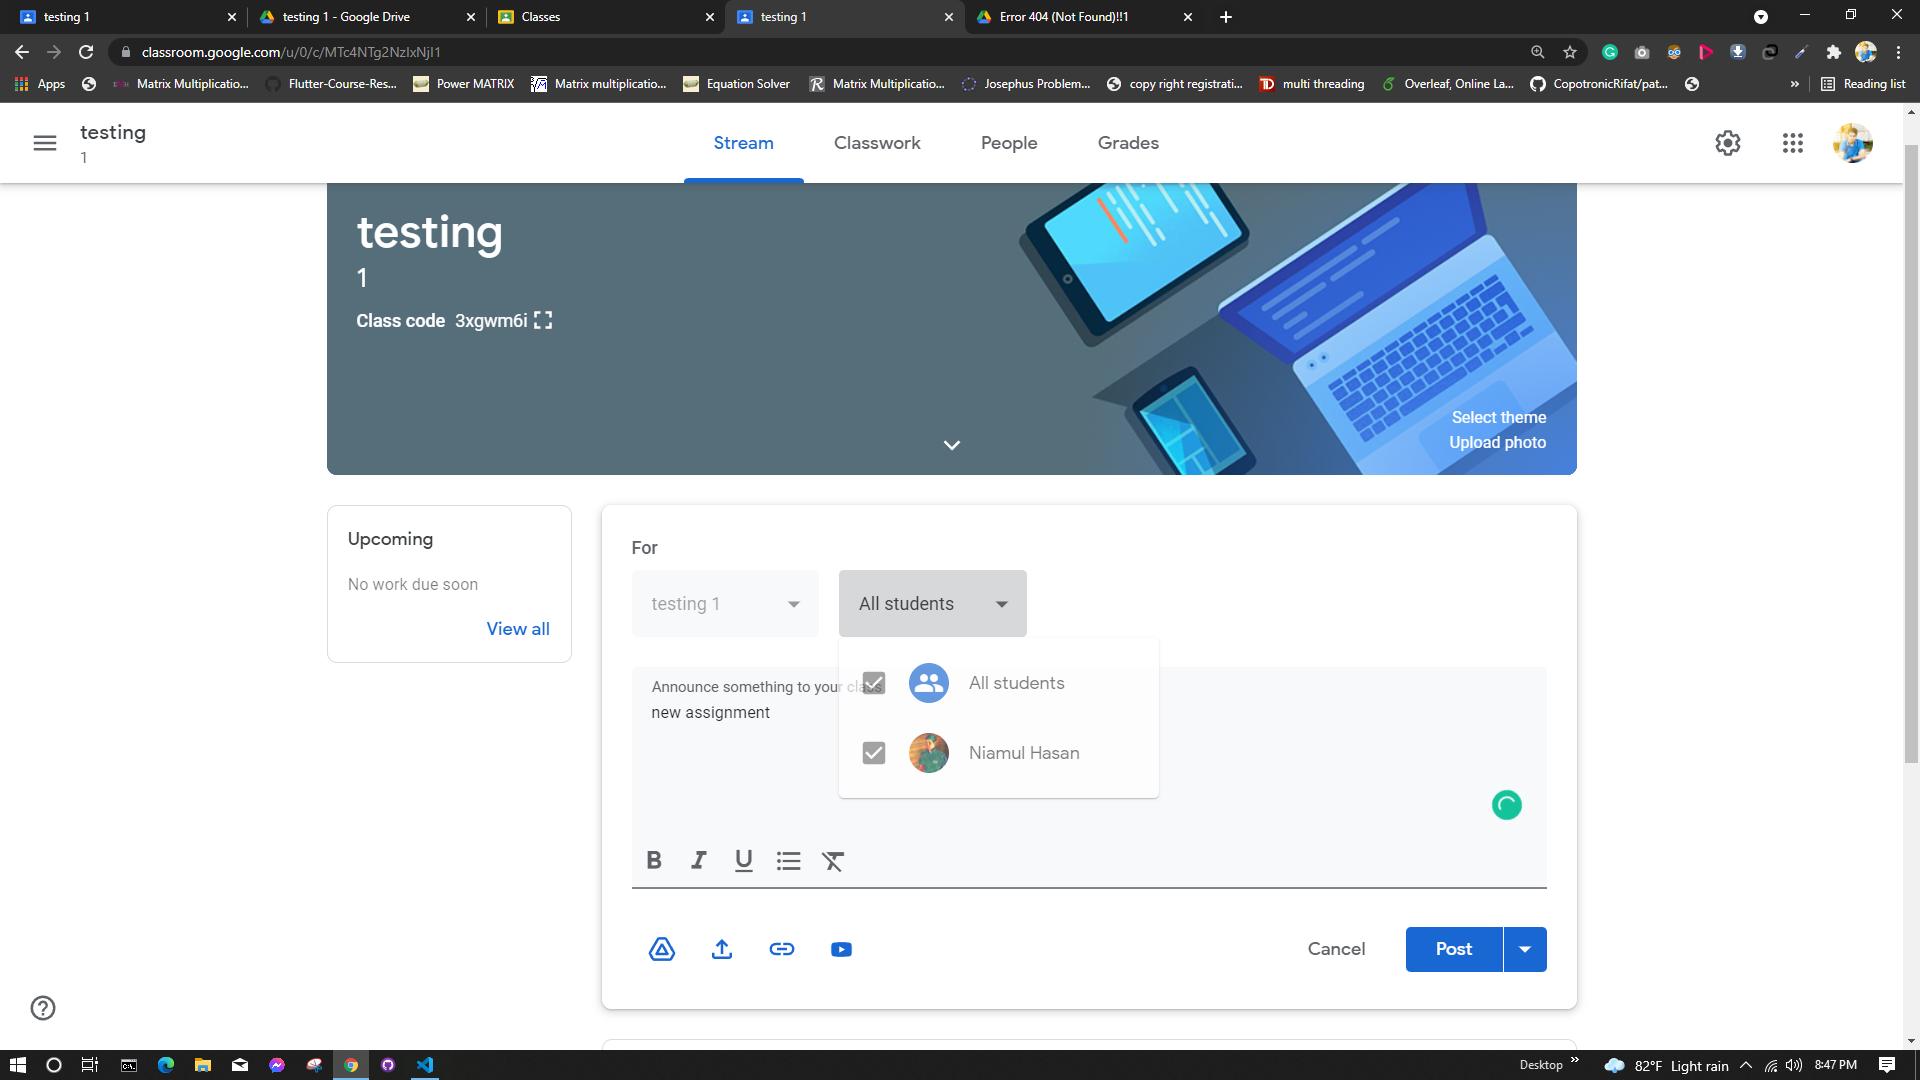 testing 1
testing 1 - Google Drive
Classes
testing 1
Error 404 (Not Found)!!1
classroom.google.com/u/0/c/MTc4NTg2NzIxNjI1
Apps
Matrix Multiplicatio...
Flutter-Course-Res...
Power MATRIX
Matrix multiplicatio...
Equation Solver
Matrix Multiplicatio...
Josephus Problem...
copy right registrati...
multi threading
Overleaf, Online La...
CopotronicRifat/pat...
»
Reading list
testing
1
Stream
Classwork
People
Grades
testing
1
Class code 3xgwm6i
Select theme
Upload photo
Upcoming
No work due soon
View all
For
testing 1
All students
All students
Announce something to your class
new assignment
Niamul Hasan
B I U
Cancel
Post
Desktop »
82°F Light rain
8:47 PM